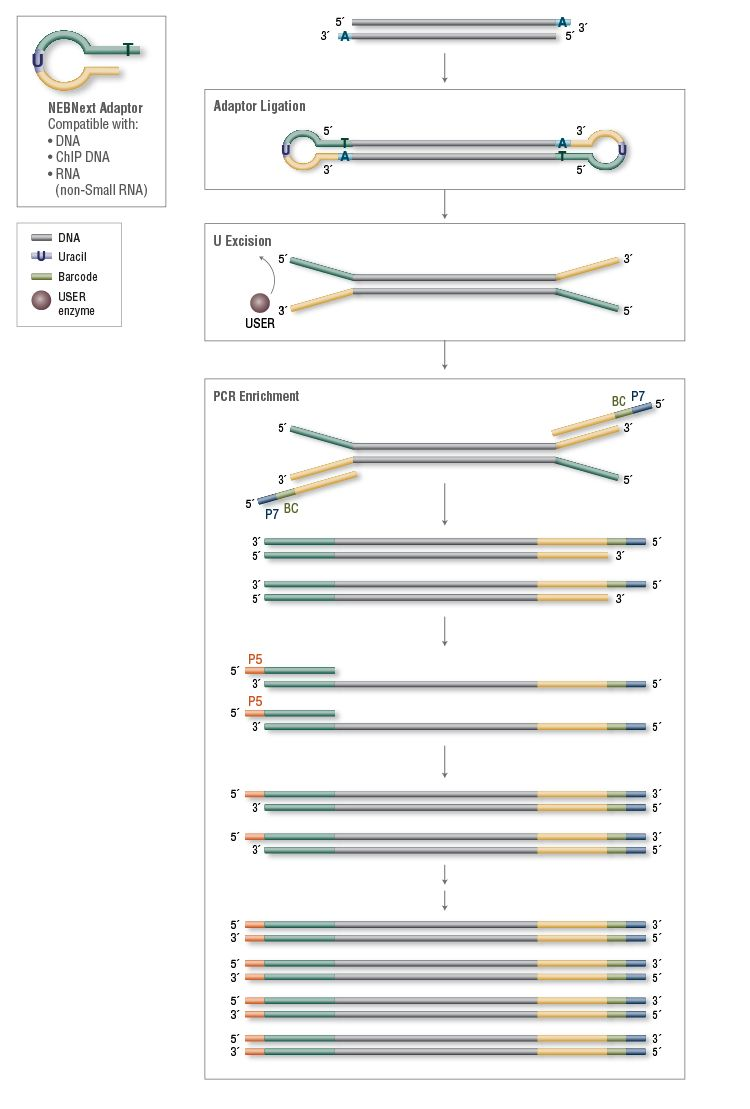 5´ A 3´
3´ A 5´
U T
NEBNext Adaptor
Compatible with:
• DNA
• ChIP DNA
• RNA
(non-Small RNA)
DNA
U Uracil
Barcode
USER
enzyme
Adaptor Ligation
5´ 3´
T A
U U
A T
3´ 5´
U Excision
5´ 3´
3´ 5´
USER
PCR Enrichment
BC P7 5´
5´ 3´
3´ 5´
5´ P7 BC
3´ 5´
5´ 3´
3´ 5´
5´ 3´
P5
5´
3´ 5´
P5
5´
3´ 5´
5´ 3´
3´ 5´
5´ 3´
3´ 5´
5´ 3´
3´ 5´
5´ 3´
3´ 5´
5´ 3´
3´ 5´
5´ 3´
3´ 5´